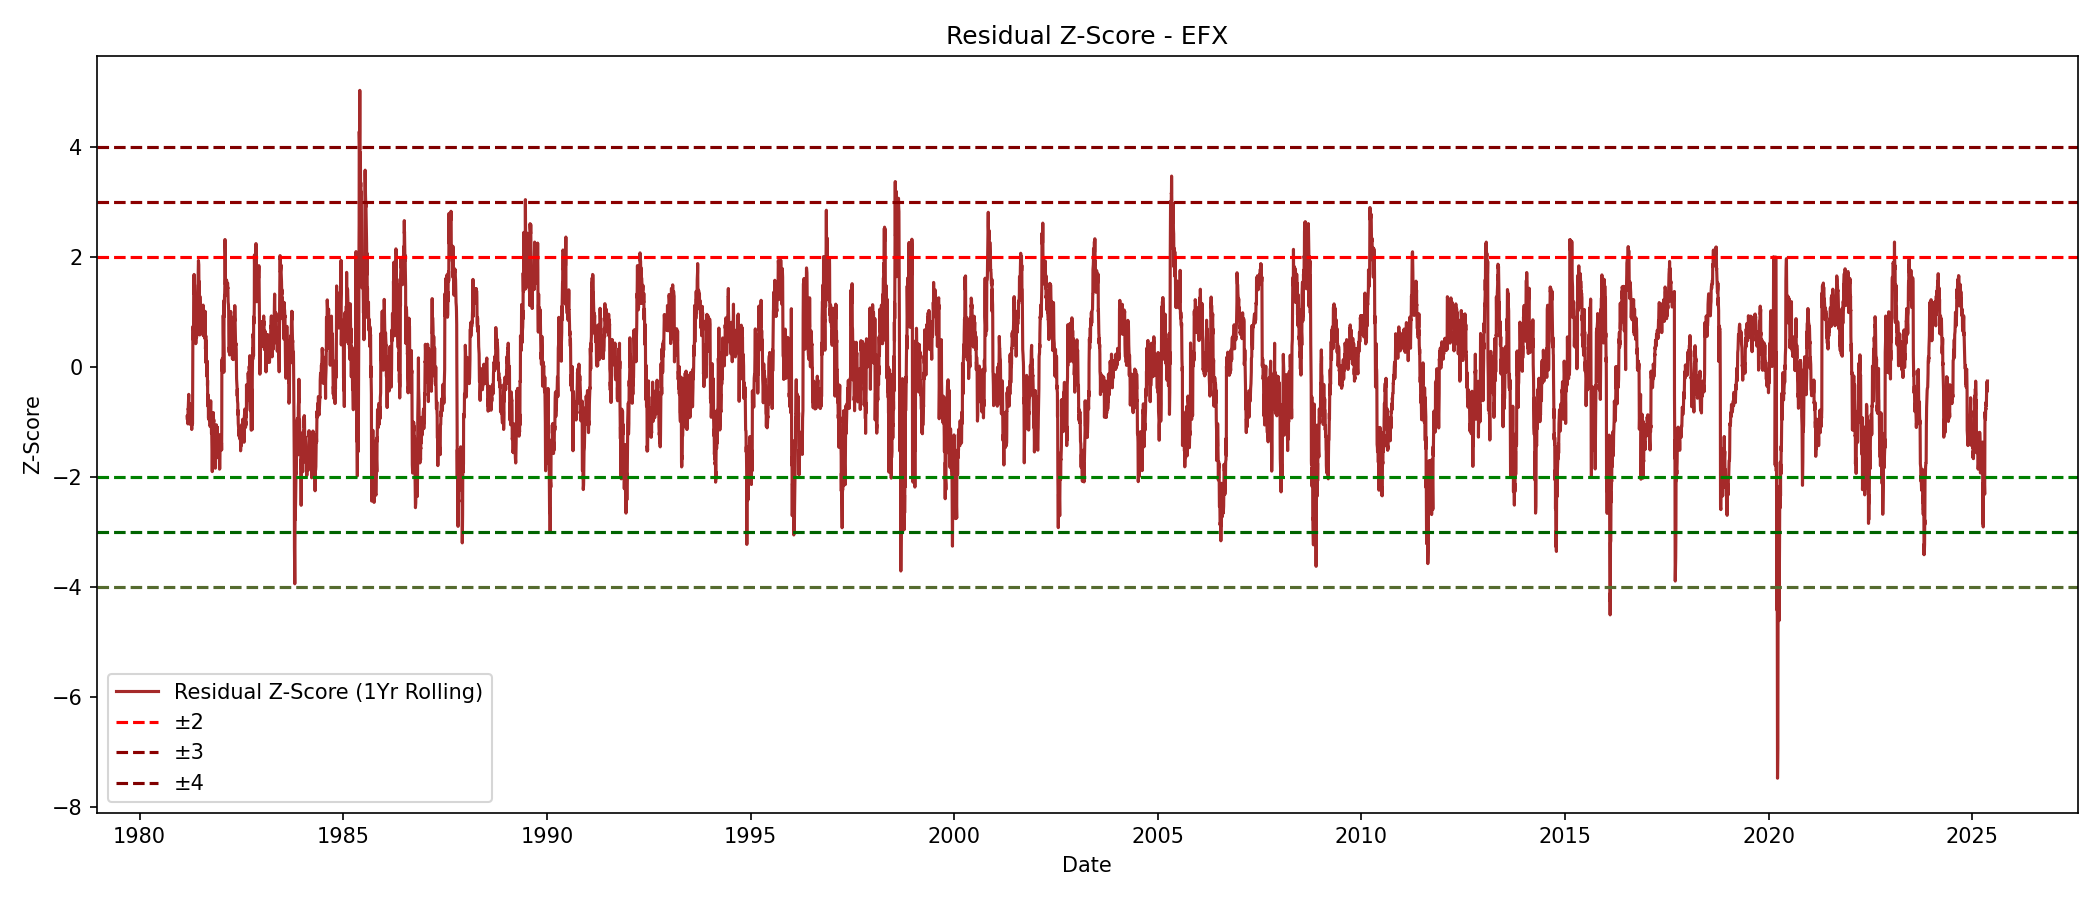 Residual Z-Score - EFX
Z-Score
4
2
0
−2
−4
−6
−8
Residual Z-Score (1Yr Rolling)
±2
±3
±4
1980 1985 1990 1995 2000 2005 2010 2015 2020 2025
Date